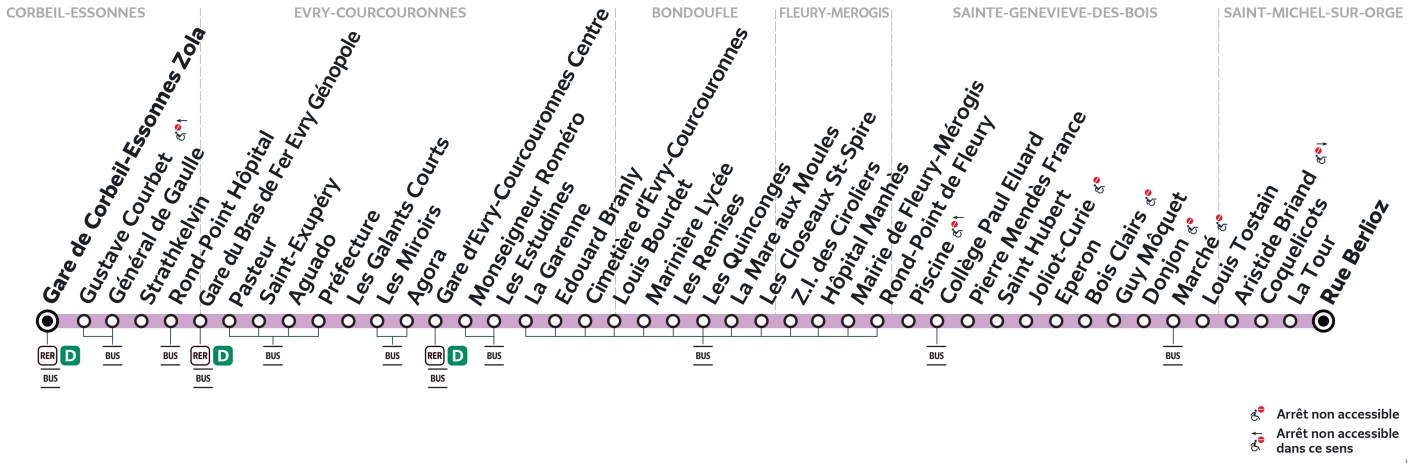 CORBEIL-ESSONNES
EVRY-COURCOURONNES
BONDOUFLE
FLEURY-MEROGIS
SAINTE-GENEVIEVE-DES-BOIS
SAINT-MICHEL-SUR-ORGE
Gare de Corbeil-Essonnes Zola
Gustave Courbet
Général de Gaulle
Strathkelvin
Rond-Point Hôpital
Gare du Bras de Fer Evry Génopole
Pasteur
Saint-Exupéry
Aguado
Préfecture
Les Galants Courts
Les Miroirs
Agora
Gare d'Evry-Courcouronnes Centre
Monseigneur Roméro
Les Estudines
La Garenne
Edouard Branly
Cimetière d'Evry-Courcouronnes
Louis Bourdet
Marinière Lycée
Les Remises
Les Quinconges
La Mare aux Moules
Les Closeaux St-Spire
Z.I. des Ciroliers
Hôpital Manhès
Mairie de Fleury-Mérogis
Rond-Point de Fleury
Piscine
Collège Paul Eluard
Pierre Mendès France
Saint Hubert
Joliot-Curie
Eperon
Bois Clairs
Guy Môquet
Donjon
Marché
Louis Tostain
Aristide Briand
Coquelicots
La Tour
Rue Berlioz
RER D
BUS
BUS
BUS
RER D
BUS
BUS
BUS
RER D
BUS
BUS
BUS
BUS
BUS
Arrêt non accessible
Arrêt non accessible
dans ce sens